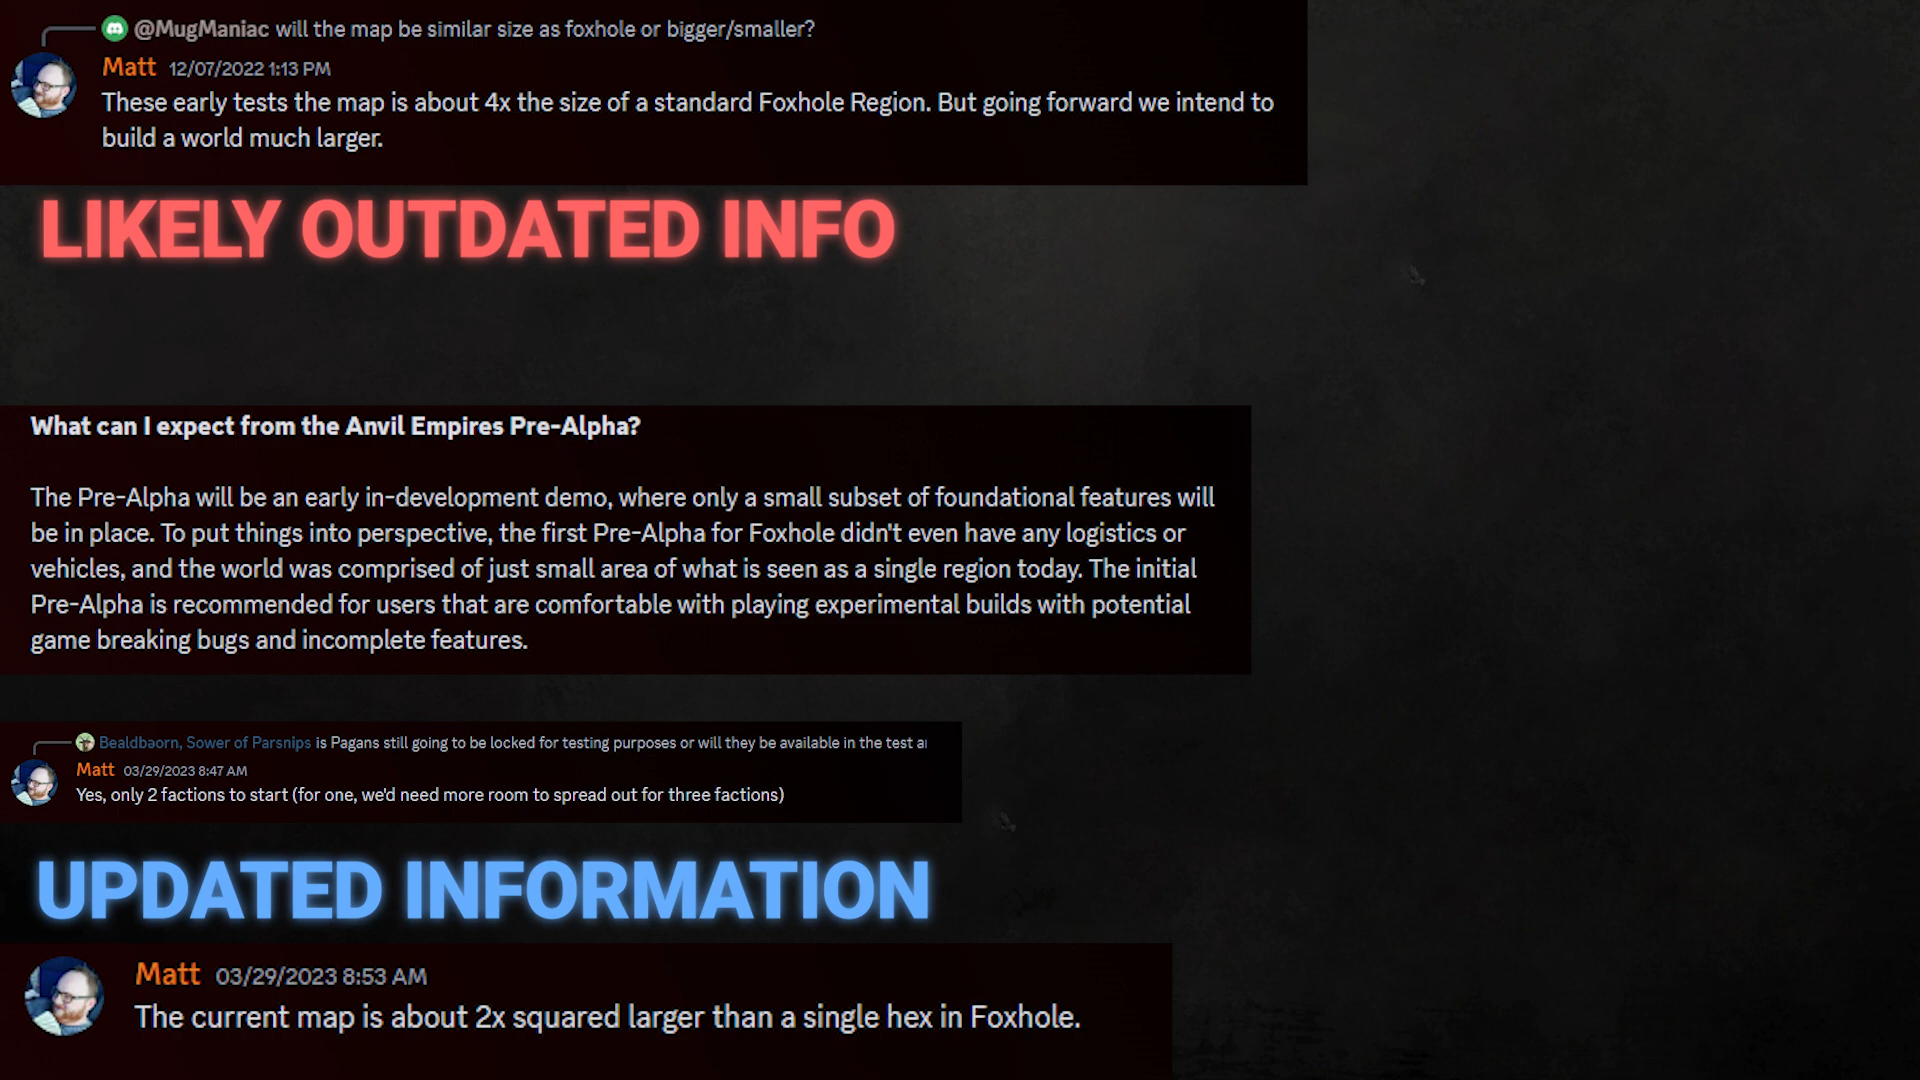 @MugManiac will the map be similar size as foxhole or bigger/smaller?
Matt 12/07/2022 1:13 PM
These early tests the map is about 4x the size of a standard Foxhole Region. But going forward we intend to
build a world much larger.
LIKELY OUTDATED INFO
What can I expect from the Anvil Empires Pre-Alpha?
The Pre-Alpha will be an early in-development demo, where only a small subset of foundational features will
be in place. To put things into perspective, the first Pre-Alpha for Foxhole didn't even have any logistics or
vehicles, and the world was comprised of just small area of what is seen as a single region today. The initial
Pre-Alpha is recommended for users that are comfortable with playing experimental builds with potential
game breaking bugs and incomplete features.
Bealdbaorn, Sower of Parsnips is Pagans still going to be locked for testing purposes or will they be available in the test
Matt 03/29/2023 8:47 AM
Yes, only 2 factions to start (for one, we'd need more room to spread out for three factions)
UPDATED INFORMATION
Matt 03/29/2023 8:53 AM
The current map is about 2x squared larger than a single hex in Foxhole.